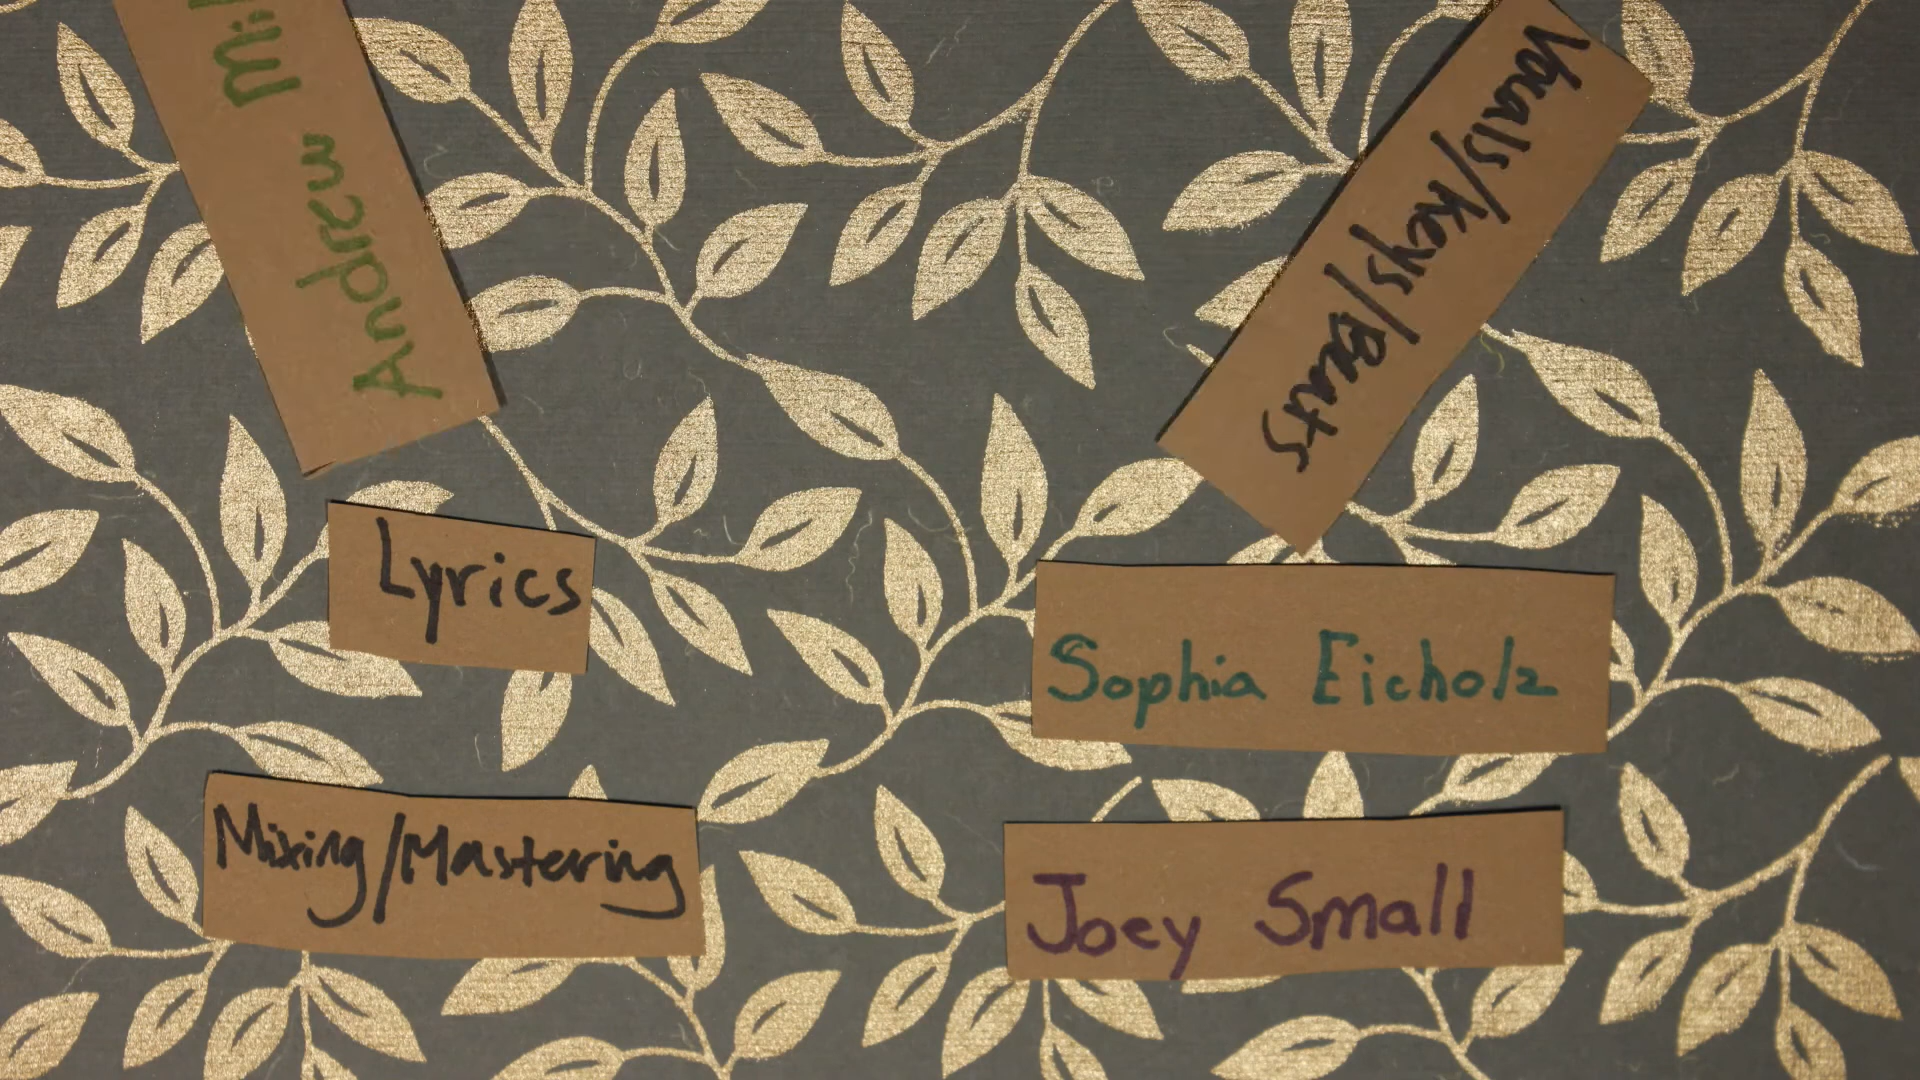 Andrew
Vocals/Keys/Beats
Lyrics
Sophia Eicholz
Mixing/Mastering
Joey Small